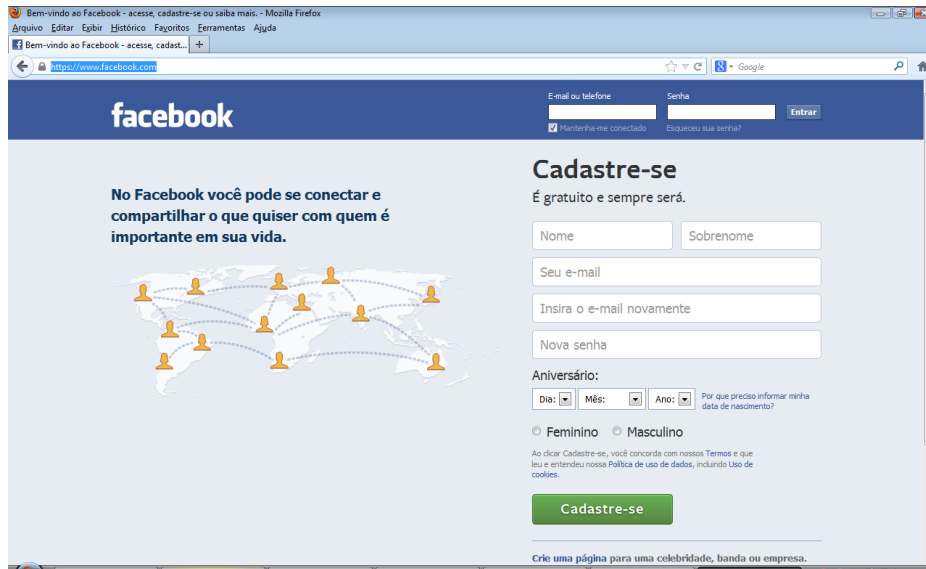 Bem-vindo ao Facebook - acesse, cadastre-se ou saiba mais. - Mozilla Firefox
Arquivo Editar Exibir Histórico Favoritos Ferramentas Ajuda
Bem-vindo ao Facebook - acesse, cadast...
https://www.facebook.com
Google
facebook
E-mail ou telefone Senha
Entrar
Mantenha-me conectado Esqueceu sua senha?
No Facebook você pode se conectar e
compartilhar o que quiser com quem é
importante em sua vida.
Cadastre-se
É gratuito e sempre será.
Nome Sobrenome
Seu e-mail
Insira o e-mail novamente
Nova senha
Aniversário:
Dia: Mês: Ano:
Por que preciso informar minha
data de nascimento?
Feminino Masculino
Ao clicar Cadastre-se, você concorda com nossos Termos e que
leu e entendeu nossa Política de uso de dados, incluindo Uso de
cookies.
Cadastre-se
Crie uma página para uma celebridade, banda ou empresa.